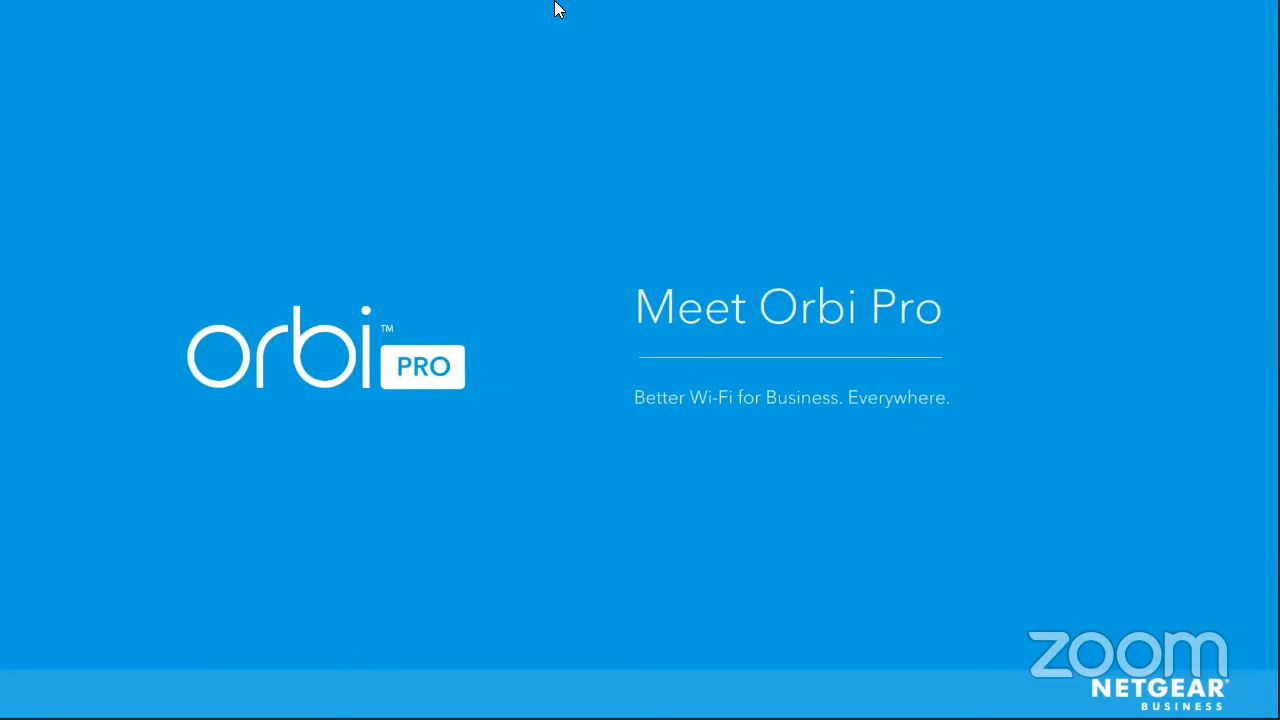 orbi™
PRO
Meet Orbi Pro
Better Wi-Fi for Business. Everywhere.
zoom
NETGEAR®
BUSINESS